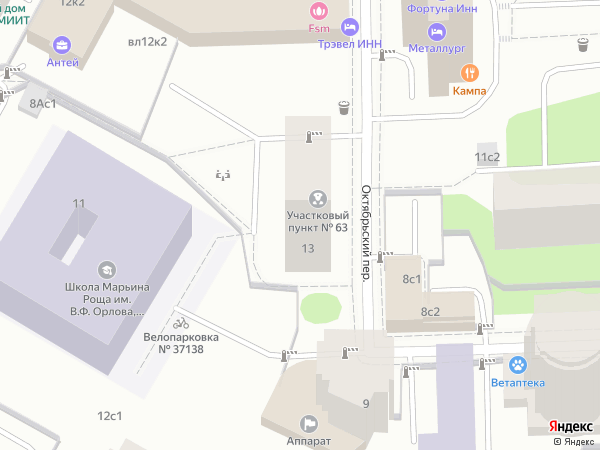 12к2
й дом
МИИТ
Антей
вл12к2
Fsm
Трэвел ИНН
Фортуна Инн
Металлург
Кампа
8Ас1
11с2
11
Участковый
пункт № 63
13
Октябрьский пер.
Школа Марьина
Роща им.
В.Ф. Орлова,...
8с1
8с2
Велопарковка
№ 37138
Ветаптека
12с1
9
Аппарат
Яндекс
© Яндекс